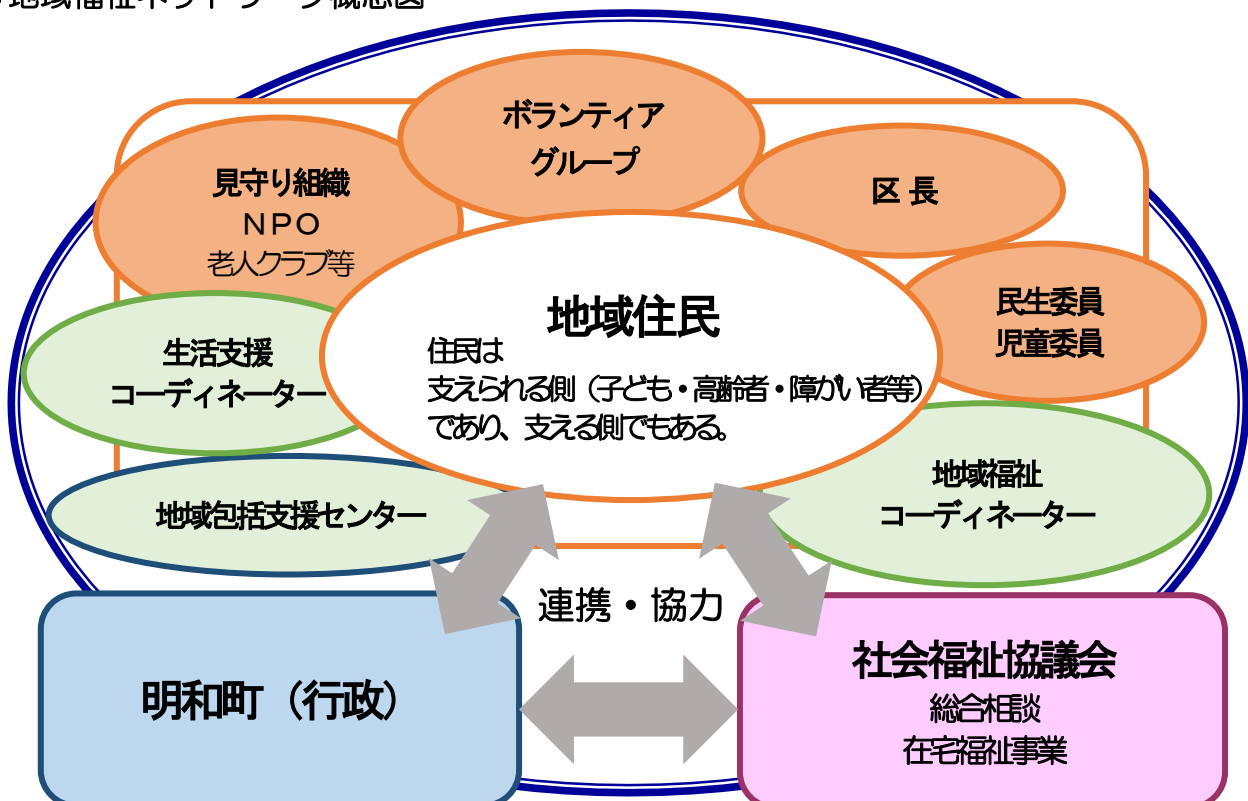 地域福祉ネットワーク概念図
ボランティア
グループ
見守り組織
ＮＰＯ
老人クラブ等
区 長
民生委員
児童委員
地域住民
住民は
支えられる側（子ども・高齢者・障がい者等）
であり、支える側でもある。
生活支援
コーディネーター
地域包括支援センター
地域福祉
コーディネーター
連携・協力
明和町（行政）
社会福祉協議会
総合相談
在宅福祉事業